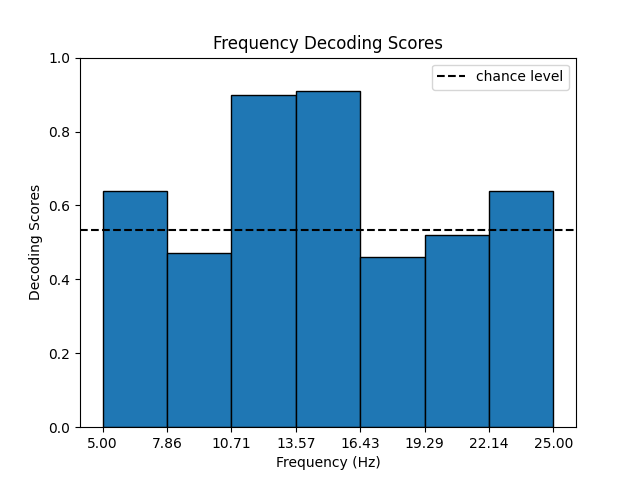 Frequency Decoding Scores
chance level
Decoding Scores
1.0
0.8
0.6
0.4
0.2
0.0
5.00 7.86 10.71 13.57 16.43 19.29 22.14 25.00
Frequency (Hz)